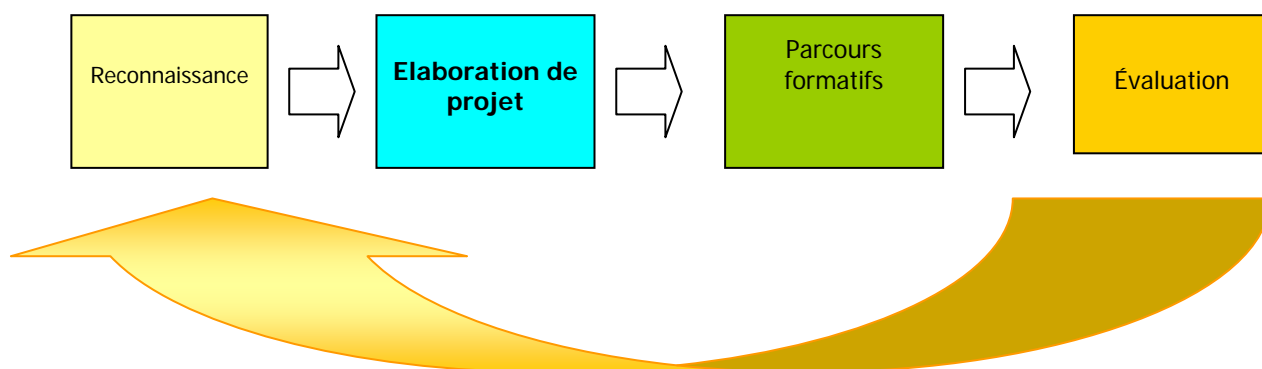 Reconnaissance
Elaboration de
projet
Parcours
formatifs
Évaluation